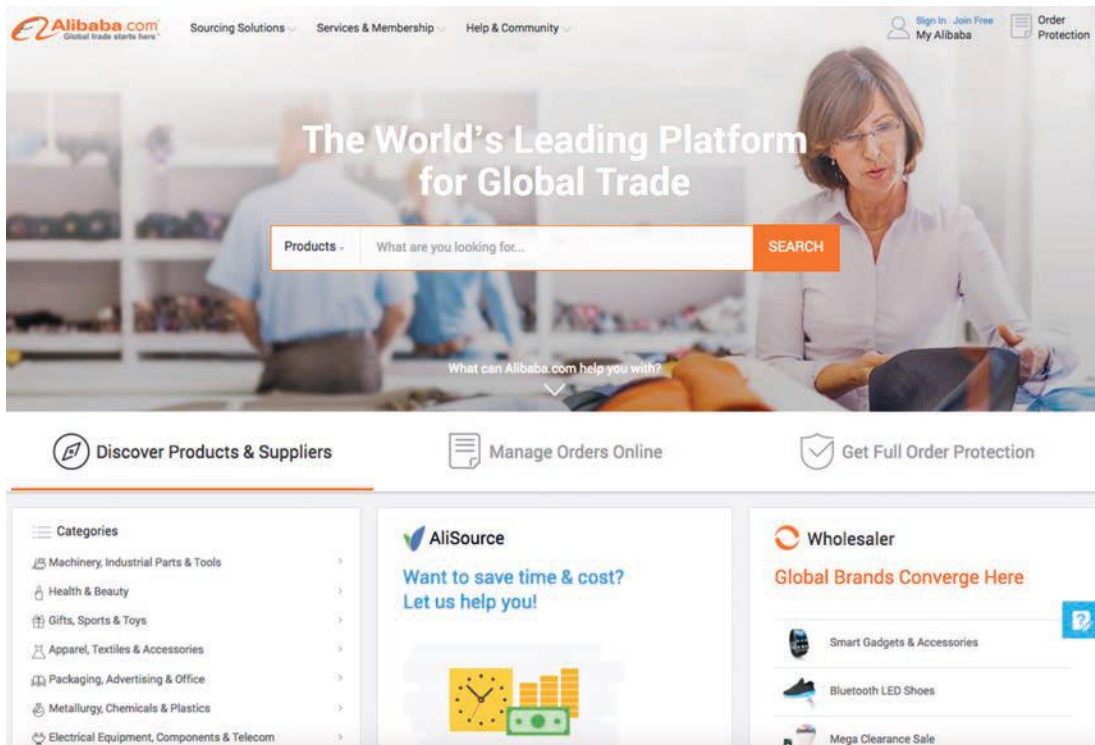 Alibaba.com
Global trade starts here.™
Sourcing Solutions
Services & Membership
Help & Community
Sign In Join Free
My Alibaba
Order
Protection
The World's Leading Platform
for Global Trade
Products
What are you looking for...
SEARCH
What can Alibaba.com help you with?
Discover Products & Suppliers
Manage Orders Online
Get Full Order Protection
Categories
Machinery, Industrial Parts & Tools
Health & Beauty
Gifts, Sports & Toys
Apparel, Textiles & Accessories
Packaging, Advertising & Office
Metallurgy, Chemicals & Plastics
Electrical Equipment, Components & Telecom
AliSource
Want to save time & cost?
Let us help you!
Wholesaler
Global Brands Converge Here
Smart Gadgets & Accessories
Bluetooth LED Shoes
Mega Clearance Sale